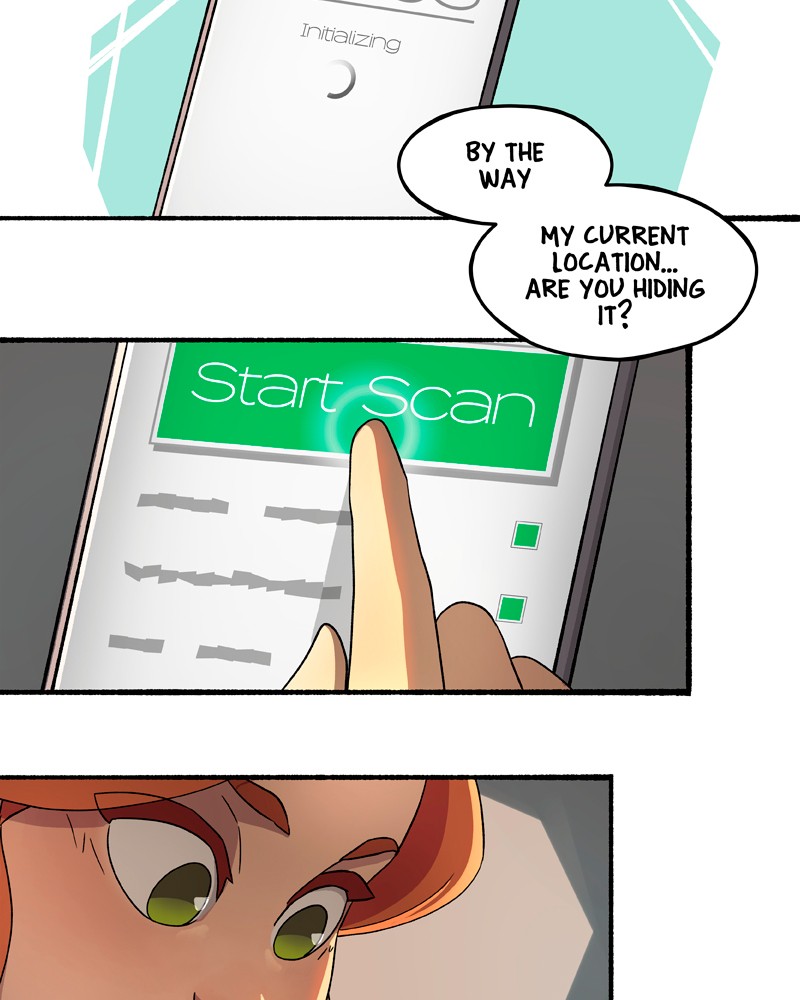 Initializing
BY THE
WAY
MY CURRENT
LOCATION...
ARE YOU HIDING
IT?
Start Scan